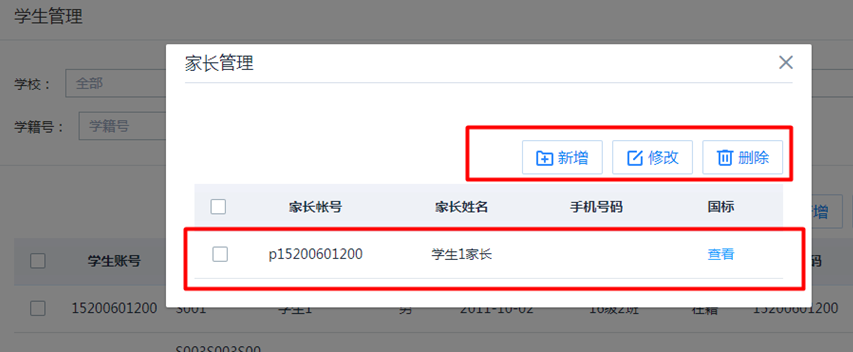 学生管理
家长管理
学校： 全部
学籍号： 学籍号
新增 修改 删除
家长帐号 家长姓名 手机号码 国标
增
学生账号 码
p15200601200 学生1家长 查看
15200601200 S001 学生1 男 2011-10-02 16级2班 在籍 15200601200
S003S003S00